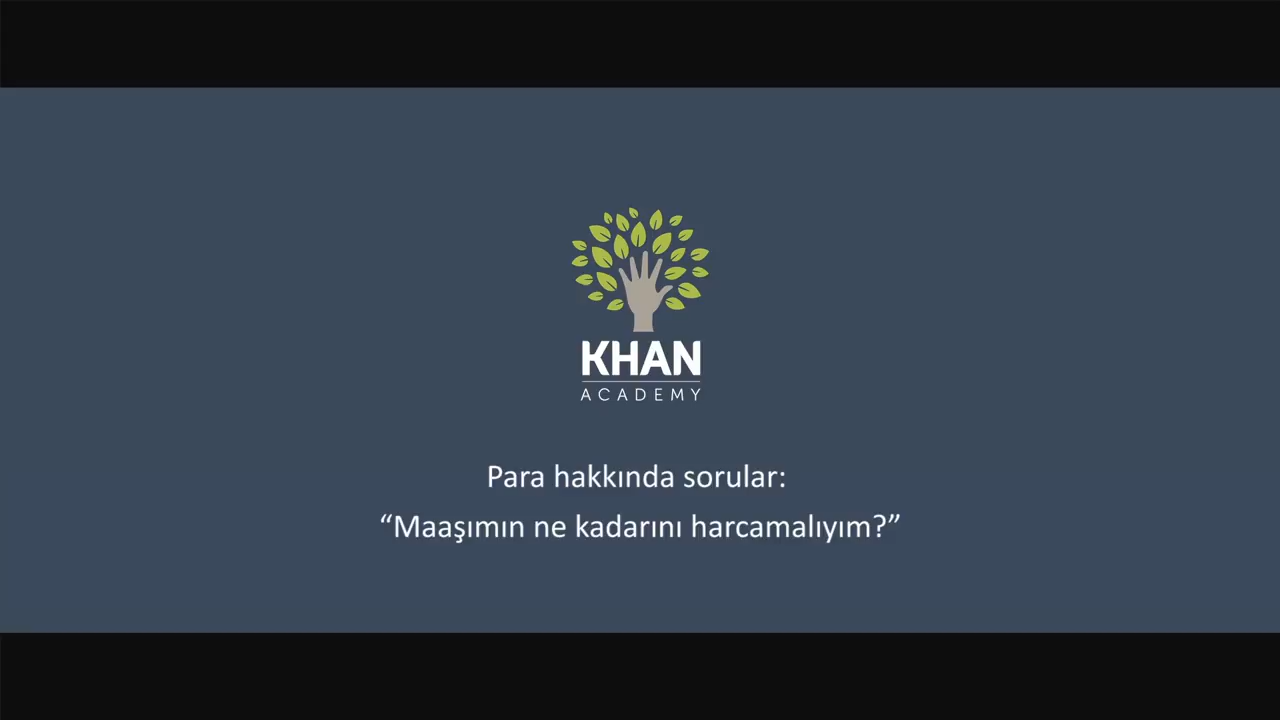 KHAN
ACADEMY
Para hakkında sorular:
“Maaşımın ne kadarını harcamalıyım?”